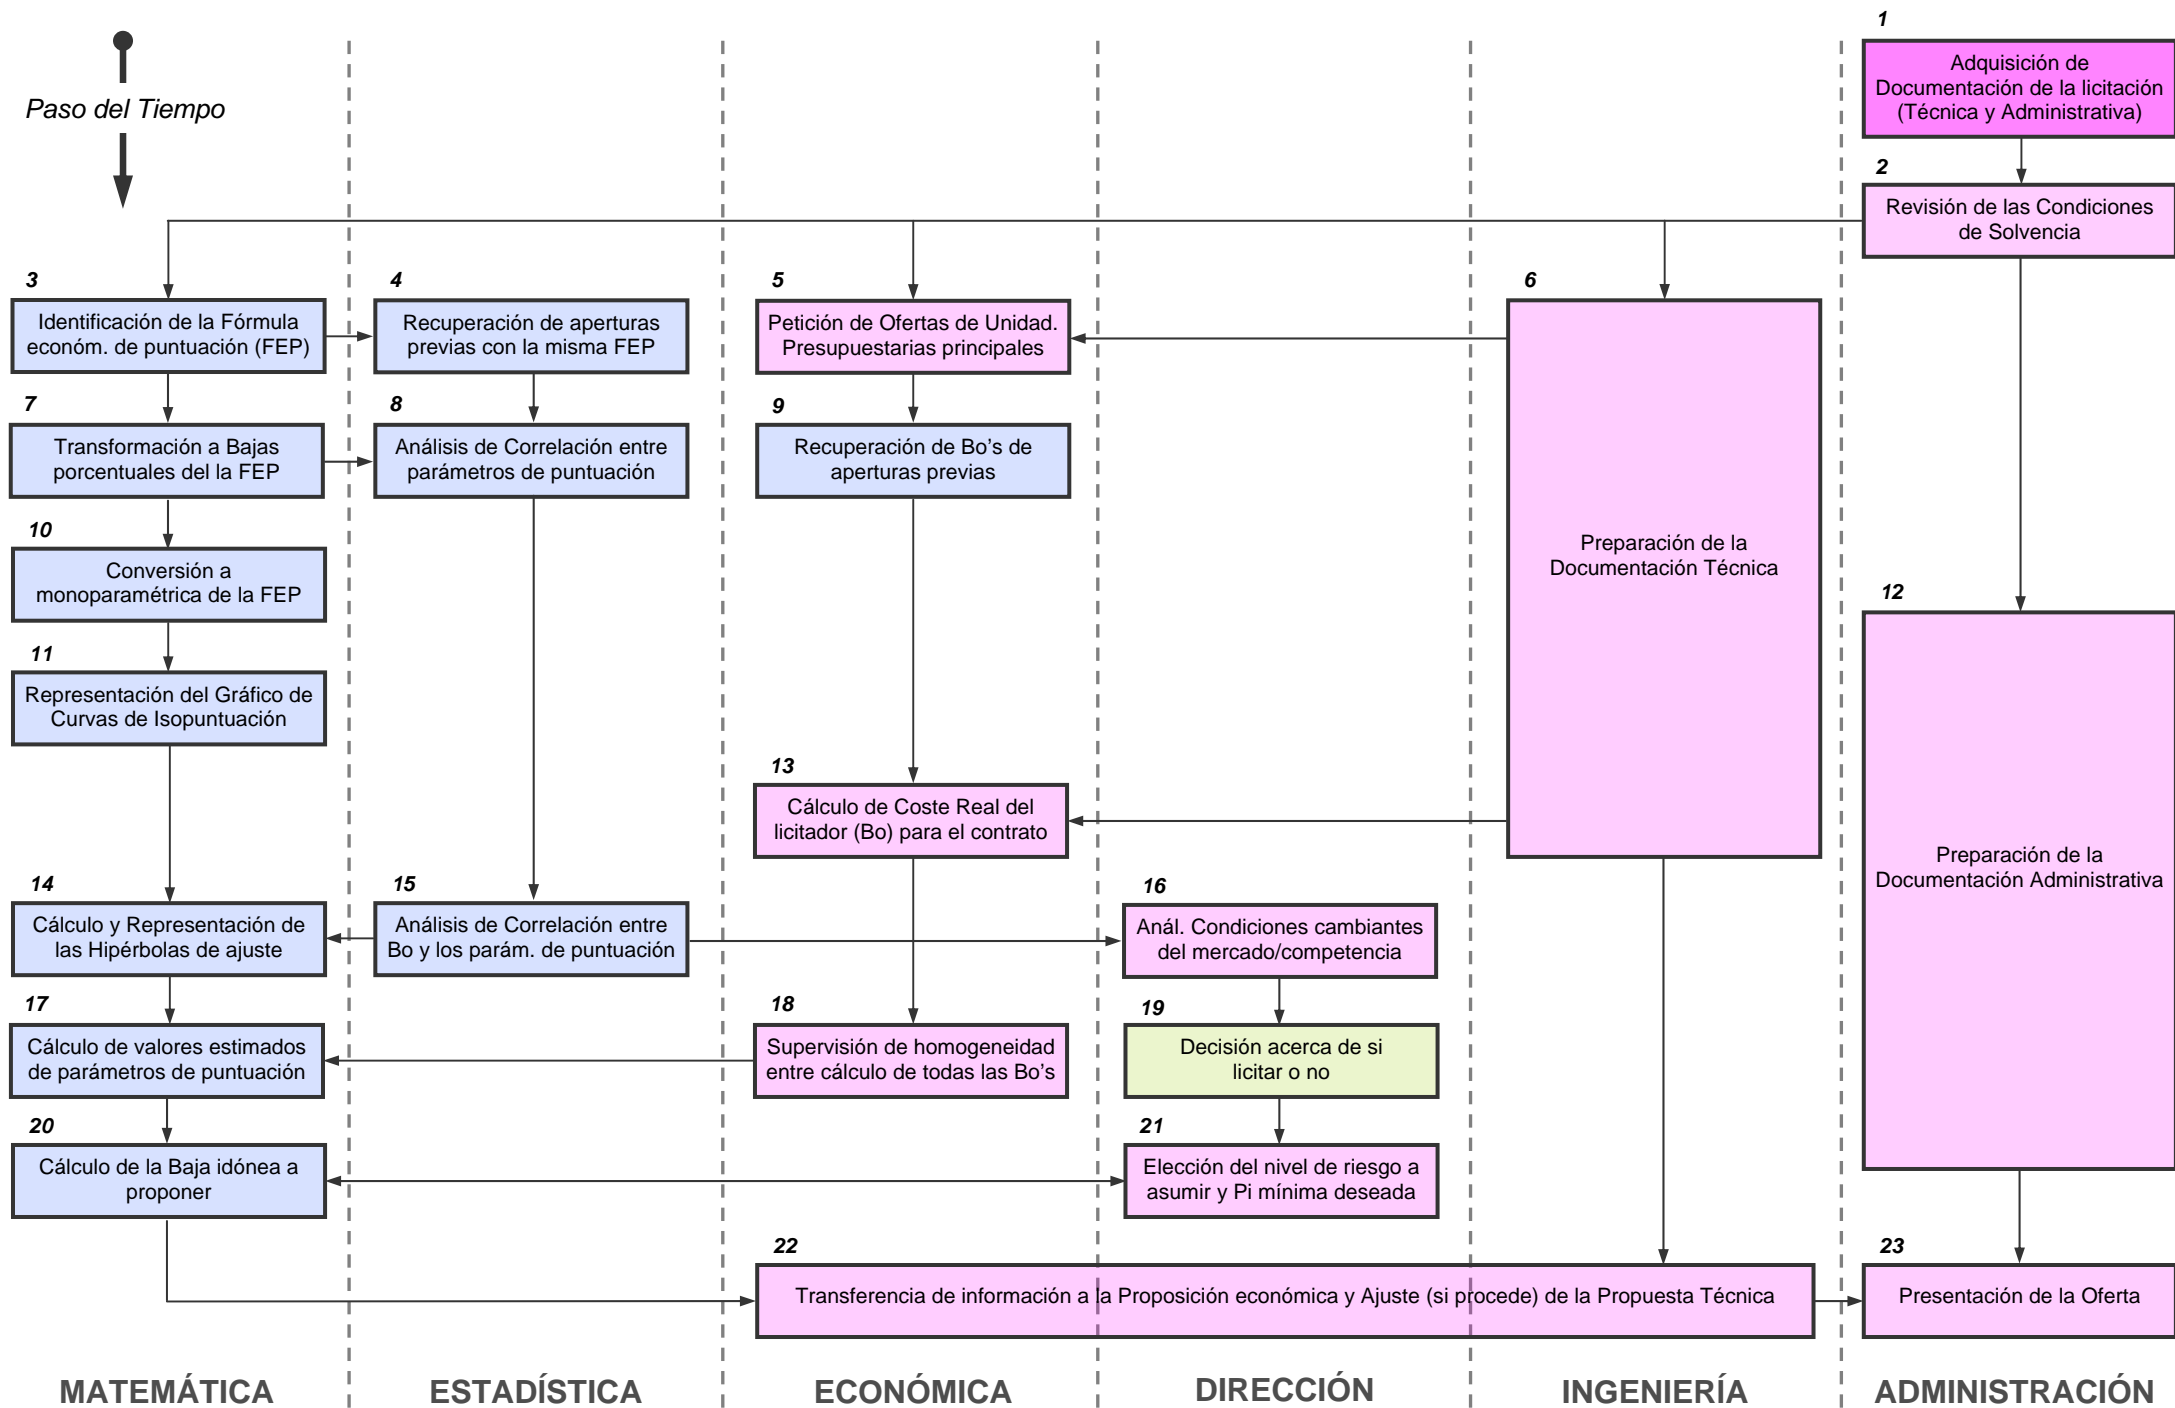 1
Adquisición de
Documentación de la licitación
(Técnica y Administrativa)
Paso del Tiempo
2
Revisión de las Condiciones
de Solvencia
3
Identificación de la Fórmula
económ. de puntuación (FEP)
4
Recuperación de aperturas
previas con la misma FEP
5
Petición de Ofertas de Unidad.
Presupuestarias principales
6
Preparación de la
Documentación Técnica
7
Transformación a Bajas
porcentuales del la FEP
8
Análisis de Correlación entre
parámetros de puntuación
9
Recuperación de Bo's de
aperturas previas
10
Conversión a
monoparamétrica de la FEP
11
Representación del Gráfico de
Curvas de Isopuntuación
12
Preparación de la
Documentación Administrativa
13
Cálculo de Coste Real del
licitador (Bo) para el contrato
14
Cálculo y Representación de
las Hipérbolas de ajuste
15
Análisis de Correlación entre
Bo y los parám. de puntuación
16
Anál. Condiciones cambiantes
del mercado/competencia
17
Cálculo de valores estimados
de parámetros de puntuación
18
Supervisión de homogeneidad
entre cálculo de todas las Bo's
19
Decisión acerca de si
licitar o no
20
Cálculo de la Baja idónea a
proponer
21
Elección del nivel de riesgo a
asumir y Pi mínima deseada
22
Transferencia de información a la Proposición económica y Ajuste (si procede) de la Propuesta Técnica
23
Presentación de la Oferta
MATEMÁTICA
ESTADÍSTICA
ECONÓMICA
DIRECCIÓN
INGENIERÍA
ADMINISTRACIÓN